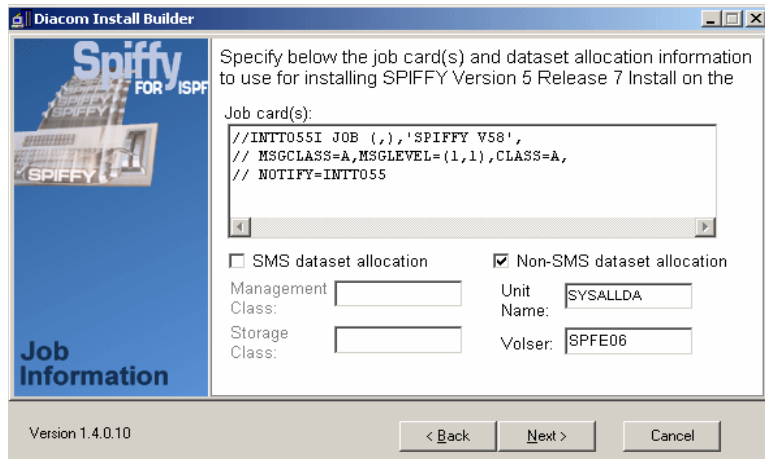 Diacom Install Builder
Spiffy
FOR ISPF
SPIFFY
SPIFFY
SPIFFY
SPIFFY
Specify below the job card(s) and dataset allocation information
to use for installing SPIFFY Version 5 Release 7 Install on the
Job card(s):
//INTT055I JOB (,),'SPIFFY V58',
// MSGCLASS=A,MSGLEVEL=(1,1),CLASS=A,
// NOTIFY=INTT055
SMS dataset allocation
Non-SMS dataset allocation
Management
Class:
Unit
Name:
SYSALLDA
Storage
Class:
Volser:
SPFE06
Job
Information
Version 1.4.0.10
< Back
Next >
Cancel